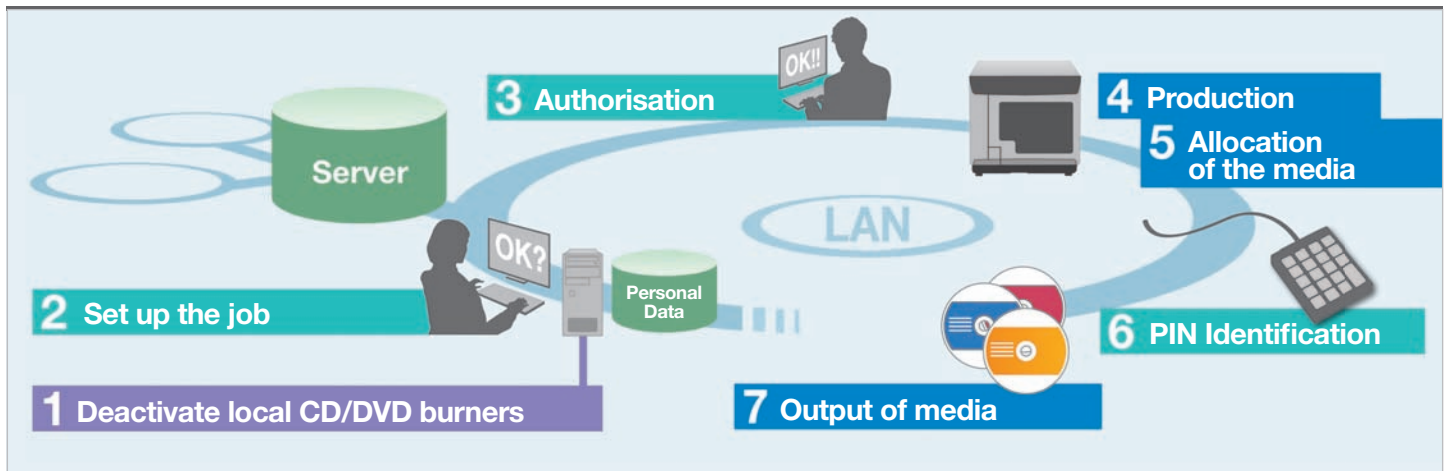 OK!!
3 Authorisation
4 Production
5 Allocation
of the media
Server
LAN
OK?
Personal
Data
2 Set up the job
6 PIN Identification
1 Deactivate local CD/DVD burners
7 Output of media